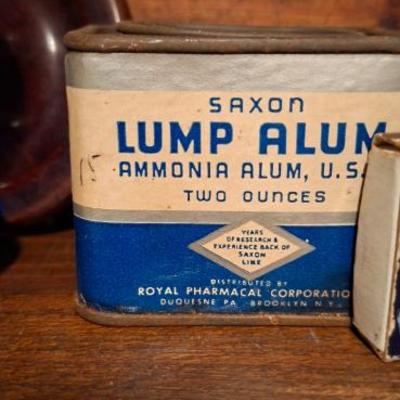 SAXON
LUMP ALUM
AMMONIA ALUM, U.S.
TWO OUNCES
15
YEARS
OF RESEARCH &
EXPERIENCE BACK OF
SAXON
LINE
DISTRIBUTED BY
ROYAL PHARMACAL CORPORATIO
DUQUESNE PA. BROOKLYN N.Y.